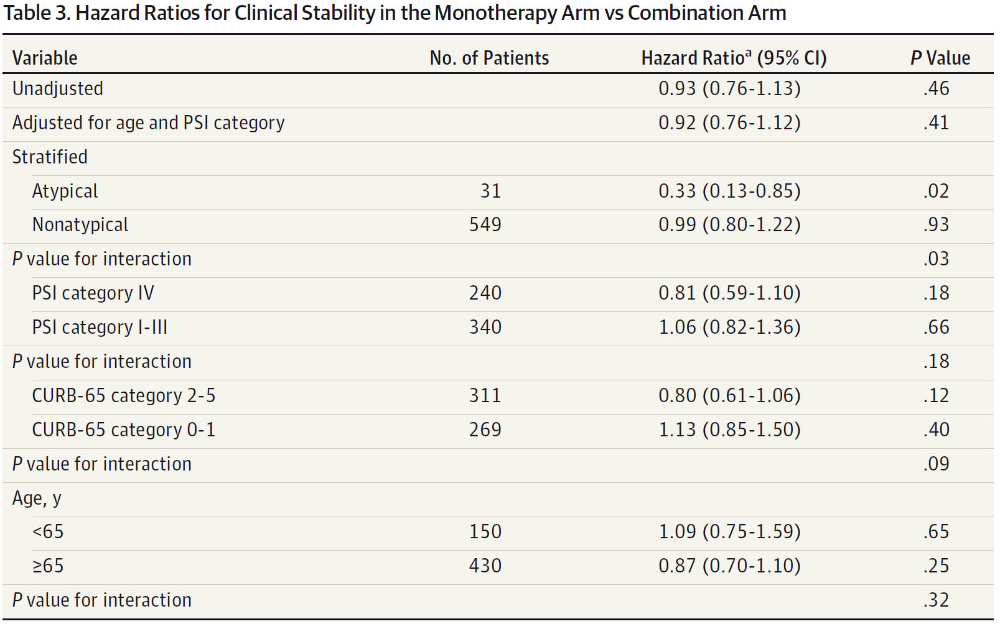 Table 3. Hazard Ratios for Clinical Stability in the Monotherapy Arm vs Combination Arm
Variable No. of Patients Hazard Ratioᵃ (95% CI) P Value
Unadjusted 0.93 (0.76-1.13) .46
Adjusted for age and PSI category 0.92 (0.76-1.12) .41
Stratified
Atypical 31 0.33 (0.13-0.85) .02
Nonatypical 549 0.99 (0.80-1.22) .93
P value for interaction .03
PSI category IV 240 0.81 (0.59-1.10) .18
PSI category I-III 340 1.06 (0.82-1.36) .66
P value for interaction .18
CURB-65 category 2-5 311 0.80 (0.61-1.06) .12
CURB-65 category 0-1 269 1.13 (0.85-1.50) .40
P value for interaction .09
Age, y
<65 150 1.09 (0.75-1.59) .65
≥65 430 0.87 (0.70-1.10) .25
P value for interaction .32